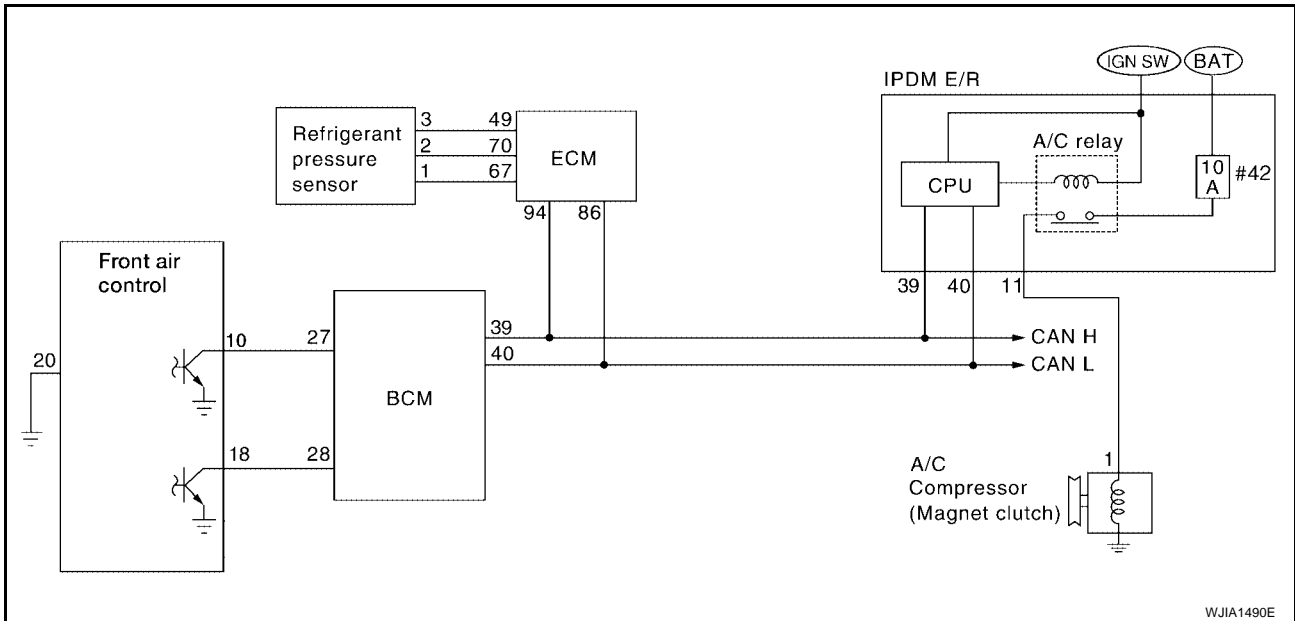 IGN SW
BAT
IPDM E/R
A/C relay
10
A
#42
CPU
Refrigerant
pressure
sensor
3
2
1
49
70
67
ECM
94
86
39
40
11
Front air
control
20
10
27
18
28
BCM
39
40
CAN H
CAN L
A/C
Compressor
(Magnet clutch)
1
WJIA1490E